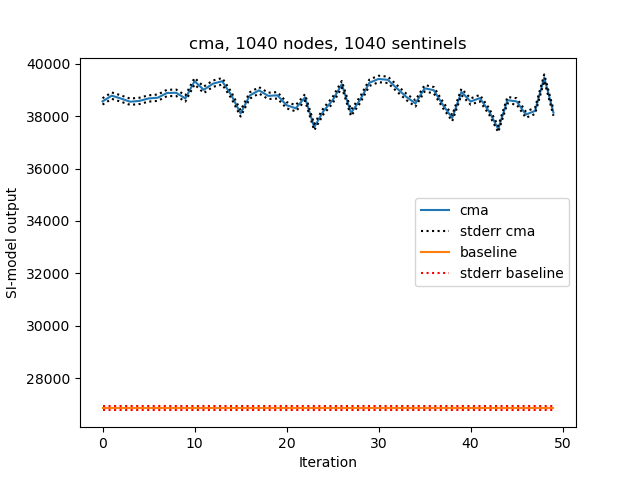 cma, 1040 nodes, 1040 sentinels
40000
38000
36000
34000
32000
30000
28000
SI-model output
cma
stderr cma
baseline
stderr baseline
0
10
20
30
40
50
Iteration